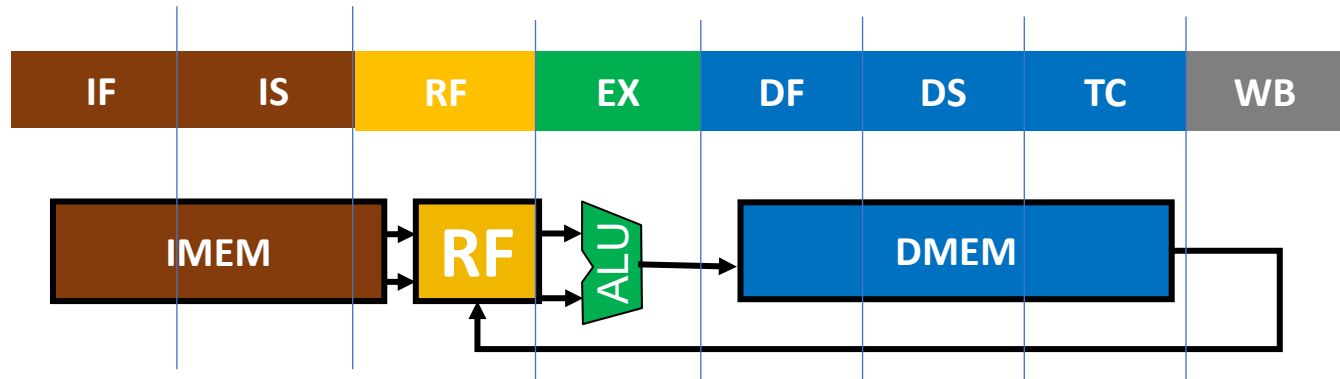 IF IS RF EX DF DS TC WB
IMEM RF ALU DMEM